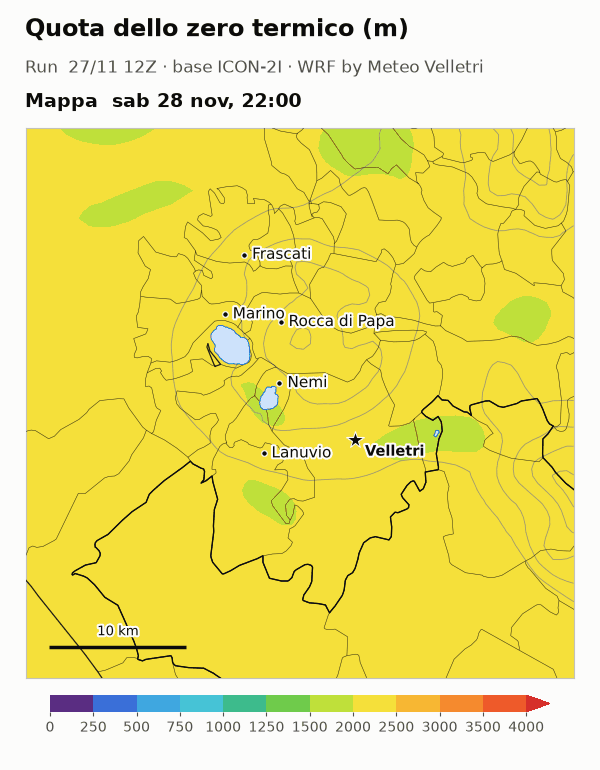 Quota dello zero termico (m)
Run 27/11 12Z · base ICON-2I · WRF by Meteo Velletri
Mappa sab 28 nov, 22:00
Frascati
Marino
Rocca di Papa
Nemi
Velletri
Lanuvio
10 km
0 250 500 750 1000 1250 1500 2000 2500 3000 3500 4000